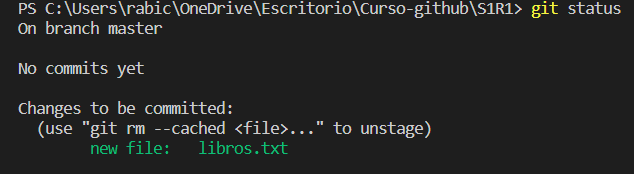 PS C:\Users\rabic\OneDrive\Escritorio\Curso-github\S1R1> git status
On branch master
No commits yet
Changes to be committed:
(use "git rm --cached <file>..." to unstage)
new file: libros.txt